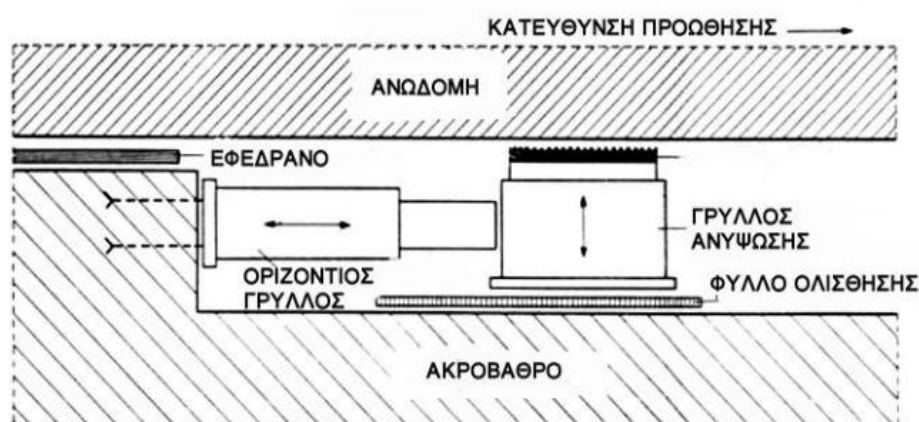 ΚΑΤΕΥΘΥΝΣΗ ΠΡΟΩΘΗΣΗΣ
ΑΝΩΔΟΜΗ
ΕΦΕΔΡΑΝΟ
ΓΡΥΛΛΟΣ
ΑΝΥΨΩΣΗΣ
ΟΡΙΖΟΝΤΙΟΣ
ΓΡΥΛΛΟΣ
ΦΥΛΛΟ ΟΛΙΣΘΗΣΗΣ
ΑΚΡΟΒΑΘΡΟ